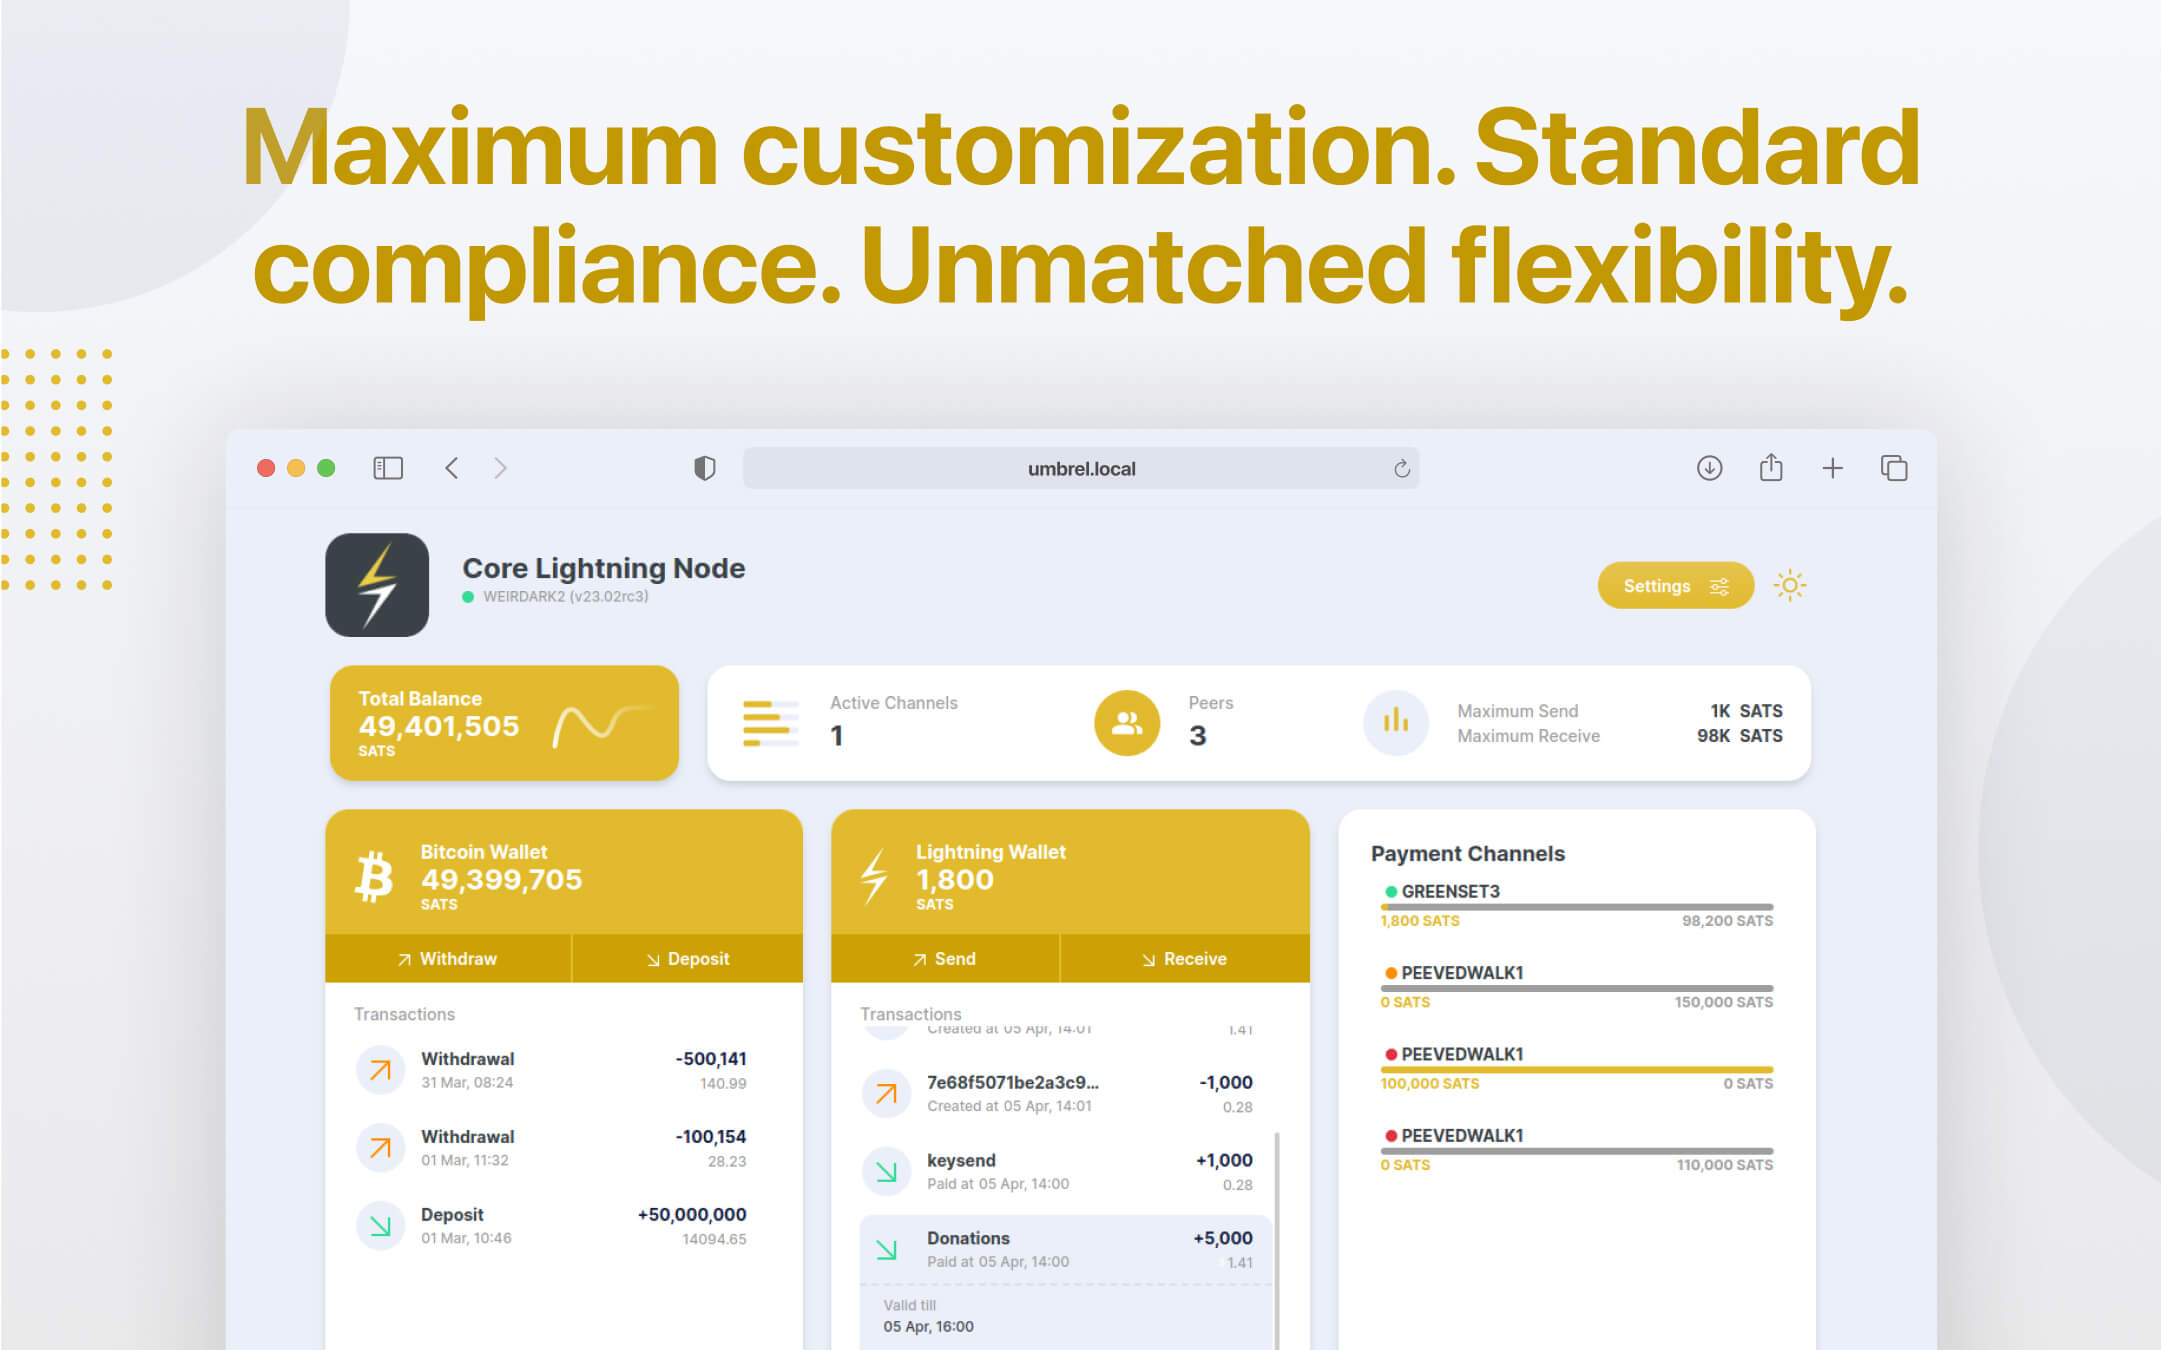 Maximum customization. Standard
compliance. Unmatched flexibility.
umbrel.local
Core Lightning Node
WEIRDARK2 (v23.02rc3)
Settings
Total Balance
49,401,505
SATS
Active Channels
1
Peers
3
Maximum Send 1K SATS
Maximum Receive 98K SATS
Bitcoin Wallet
49,399,705
SATS
Withdraw Deposit
Transactions
Withdrawal -500,141
31 Mar, 08:24 140.99
Withdrawal -100,154
01 Mar, 11:32 28.23
Deposit +50,000,000
01 Mar, 10:46 14094.65
Lightning Wallet
1,800
SATS
Send Receive
Transactions
Created at 05 Apr, 14:01 1.41
7e68f5071be2a3c9... -1,000
Created at 05 Apr, 14:01 0.28
keysend +1,000
Paid at 05 Apr, 14:00 0.28
Donations +5,000
Paid at 05 Apr, 14:00 1.41
Valid till
05 Apr, 16:00
Payment Channels
GREENSET3
1,800 SATS 98,200 SATS
PEEVEDWALK1
0 SATS 150,000 SATS
PEEVEDWALK1
100,000 SATS 0 SATS
PEEVEDWALK1
0 SATS 110,000 SATS